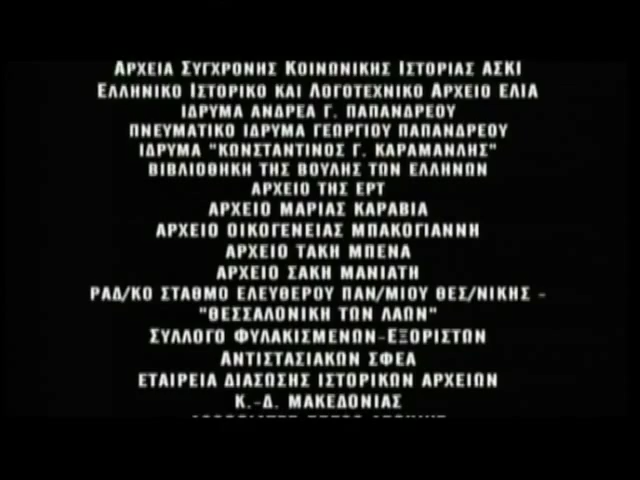 ΑΡΧΕΙΑ ΣΥΓΧΡΟΝΗΣ ΚΟΙΝΩΝΙΚΗΣ ΙΣΤΟΡΙΑΣ ΑΣΚΙ
ΕΛΛΗΝΙΚΟ ΙΣΤΟΡΙΚΟ ΚΑΙ ΛΟΓΟΤΕΧΝΙΚΟ ΑΡΧΕΙΟ ΕΛΙΑ
ΙΔΡΥΜΑ ΑΝΔΡΕΑ Γ. ΠΑΠΑΝΔΡΕΟΥ
ΠΝΕΥΜΑΤΙΚΟ ΙΔΡΥΜΑ ΓΕΩΡΓΙΟΥ ΠΑΠΑΝΔΡΕΟΥ
ΙΔΡΥΜΑ "ΚΩΝΣΤΑΝΤΙΝΟΣ Γ. ΚΑΡΑΜΑΝΛΗΣ"
ΒΙΒΛΙΟΘΗΚΗ ΤΗΣ ΒΟΥΛΗΣ ΤΩΝ ΕΛΛΗΝΩΝ
ΑΡΧΕΙΟ ΤΗΣ ΕΡΤ
ΑΡΧΕΙΟ ΜΑΡΙΑΣ ΚΑΡΑΒΙΑ
ΑΡΧΕΙΟ ΟΙΚΟΓΕΝΕΙΑΣ ΜΠΑΚΟΓΙΑΝΝΗ
ΑΡΧΕΙΟ ΤΑΚΗ ΜΠΕΝΑ
ΑΡΧΕΙΟ ΣΑΚΗ ΜΑΝΙΑΤΗ
ΡΑΔ/ΚΟ ΣΤΑΘΜΟ ΕΛΕΥΘΕΡΟΥ ΠΑΝ/ΜΙΟΥ ΘΕΣ/ΝΙΚΗΣ -
"ΘΕΣΣΑΛΟΝΙΚΗ ΤΩΝ ΛΑΩΝ"
ΣΥΛΛΟΓΟ ΦΥΛΑΚΙΣΜΕΝΩΝ-ΕΞΟΡΙΣΤΩΝ
ΑΝΤΙΣΤΑΣΙΑΚΩΝ ΣΦΕΑ
ΕΤΑΙΡΕΙΑ ΔΙΑΣΩΣΗΣ ΙΣΤΟΡΙΚΩΝ ΑΡΧΕΙΩΝ
Κ.-Δ. ΜΑΚΕΔΟΝΙΑΣ